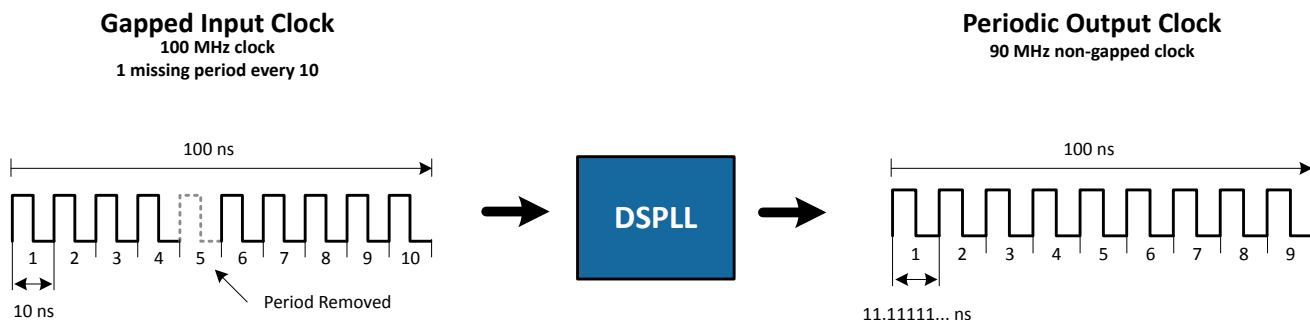 Gapped Input Clock
100 MHz clock
1 missing period every 10
100 ns
1 2 3 4 5 6 7 8 9 10
10 ns
Period Removed
DSPLL
Periodic Output Clock
90 MHz non-gapped clock
100 ns
1 2 3 4 5 6 7 8 9
11.11111... ns